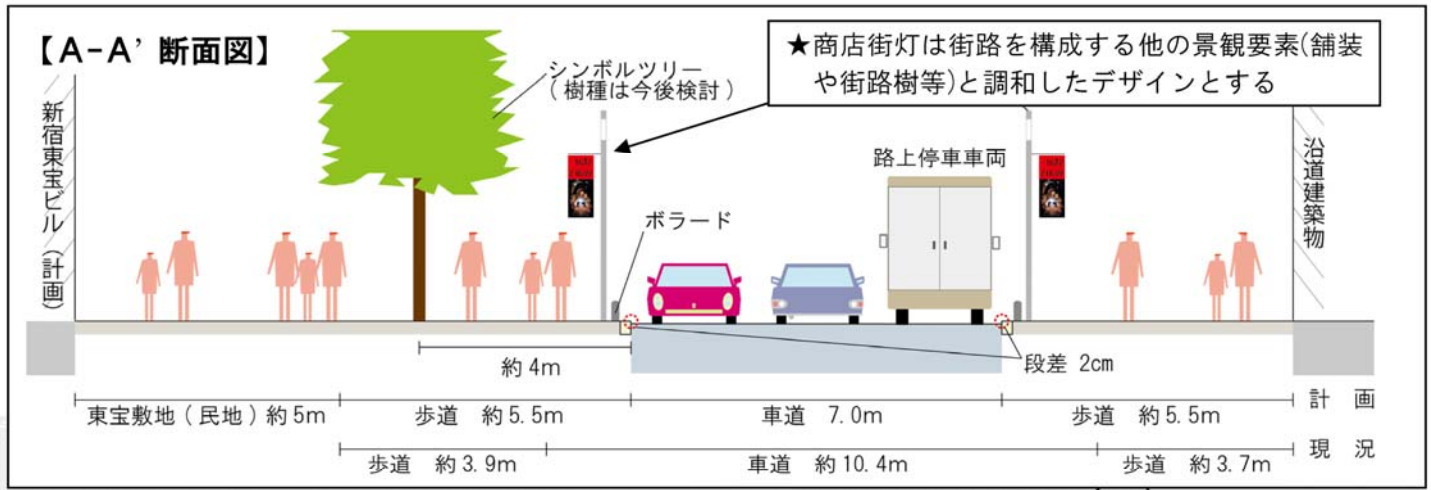 【A-A’ 断面図】
★商店街灯は街路を構成する他の景観要素(舗装
や街路樹等)と調和したデザインとする
シンボルツリー
(樹種は今後検討)
新宿東宝ビル(計画)
路上停車車両
沿道建築物
ボラード
約4m
段差 2㎝
東宝敷地(民地)約5m
歩道 約5.5m
車道 7.0m
歩道 約5.5m
計 画
歩道 約3.9m
車道 約10.4m
歩道 約3.7m
現 況